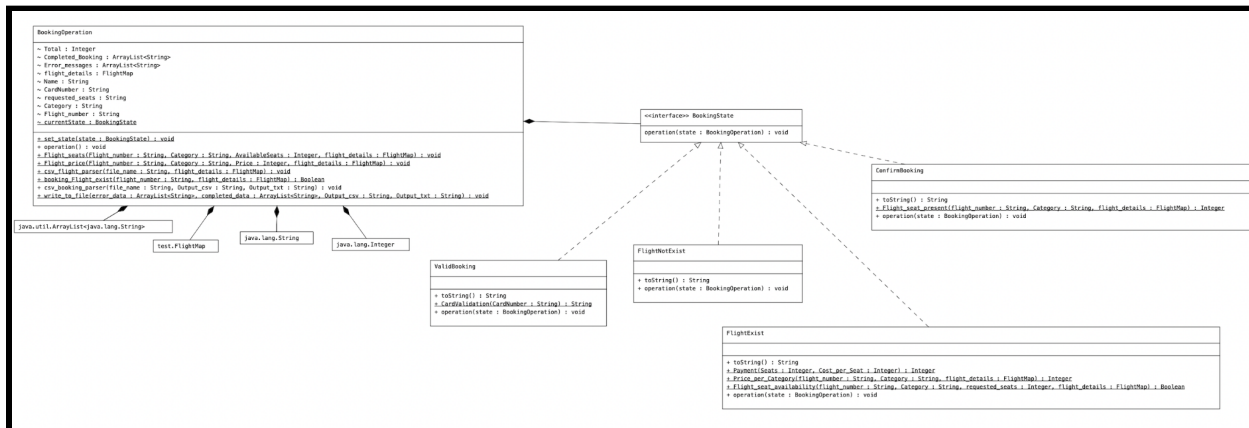 BookingOperation
~ Total : Integer
~ Completed_Booking : ArrayList<String>
~ Error_messages : ArrayList<String>
~ flight_details : FlightMap
~ Name : String
~ CardNumber : String
~ requested_seats : String
~ Category : String
~ Flight_number : String
~ currentState : BookingState
+ set_state(state : BookingState) : void
+ operation() : void
+ Flight_seats(Flight_number : String, Category : String, AvailableSeats : Integer, flight_details : FlightMap) : void
+ Flight_price(Flight_number : String, Category : String, Price : Integer, flight_details : FlightMap) : void
+ csv_flight_parser(file_name : String, flight_details : FlightMap) : void
+ booking_Flight_exist(flight_number : String, flight_details : FlightMap) : Boolean
+ csv_booking_parser(file_name : String, Output_csv : String, Output_txt : String) : void
+ write_to_file(error_data : ArrayList<String>, completed_data : ArrayList<String>, Output_csv : String, Output_txt : String) : void
java.util.ArrayList<java.lang.String>
test.FlightMap
java.lang.String
java.lang.Integer
<<interface>> BookingState
operation(state : BookingOperation) : void
ConfirmBooking
+ toString() : String
+ Flight_seat_present(flight_number : String, Category : String, flight_details : FlightMap) : Integer
+ operation(state : BookingOperation) : void
FlightNotExist
+ toString() : String
+ operation(state : BookingOperation) : void
ValidBooking
+ toString() : String
+ CardValidation(CardNumber : String) : String
+ operation(state : BookingOperation) : void
FlightExist
+ toString() : String
+ Payment(Seats : Integer, Cost_per_Seat : Integer) : Integer
+ Price_per_Category(flight_number : String, Category : String, flight_details : FlightMap) : Integer
+ Flight_seat_availability(flight_number : String, Category : String, requested_seats : Integer, flight_details : FlightMap) : Boolean
+ operation(state : BookingOperation) : void